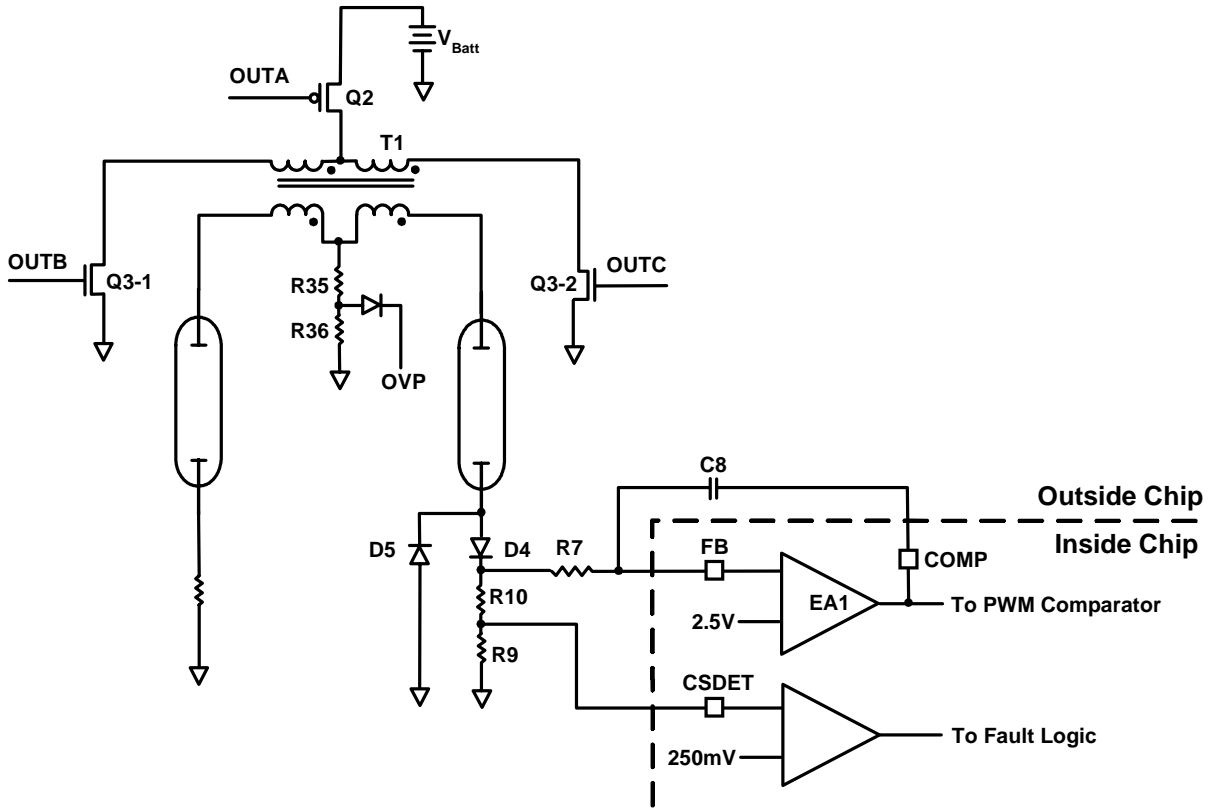 V Batt
OUTA
Q2
T1
OUTB
Q3-1
OUTC
Q3-2
R35
R36
OVP
C8
Outside Chip
Inside Chip
D5
D4
R7
FB
COMP
R10
EA1
To PWM Comparator
2.5V
R9
CSDET
To Fault Logic
250mV